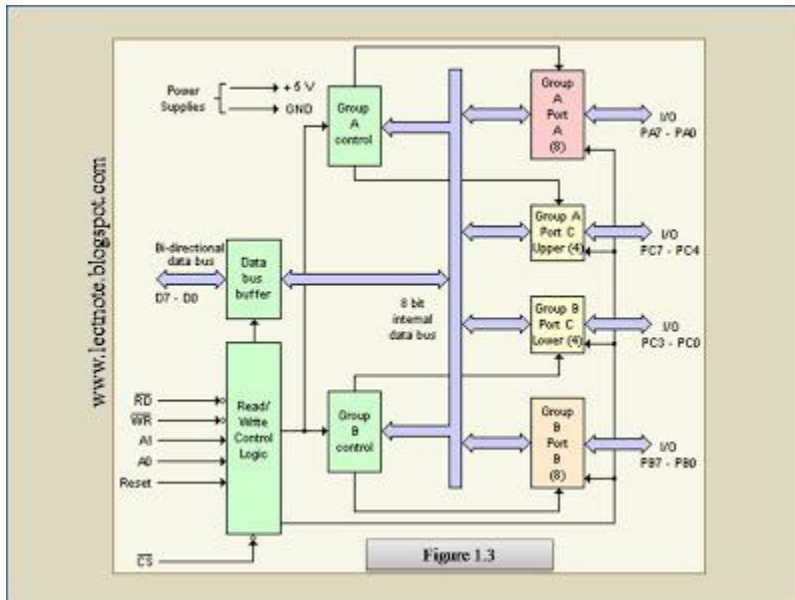 www.lectnote.blogspot.com
Power
Supplies
+5 V
GND
Group
A
control
Group
A
Port
A
(8)
I/O
PA7 - PA0
Group A
Port C
Upper (4)
I/O
PC7 - PC4
Bi-directional
data bus
D7 - D0
Data
bus
buffer
8 bit
internal
data bus
Group B
Port C
Lower (4)
I/O
PC3 - PC0
RD
WR
A1
A0
Reset
CS
Read/
Write
Control
Logic
Group
B
control
Group
B
Port
B
(8)
I/O
PB7 - PB0
Figure 1.3